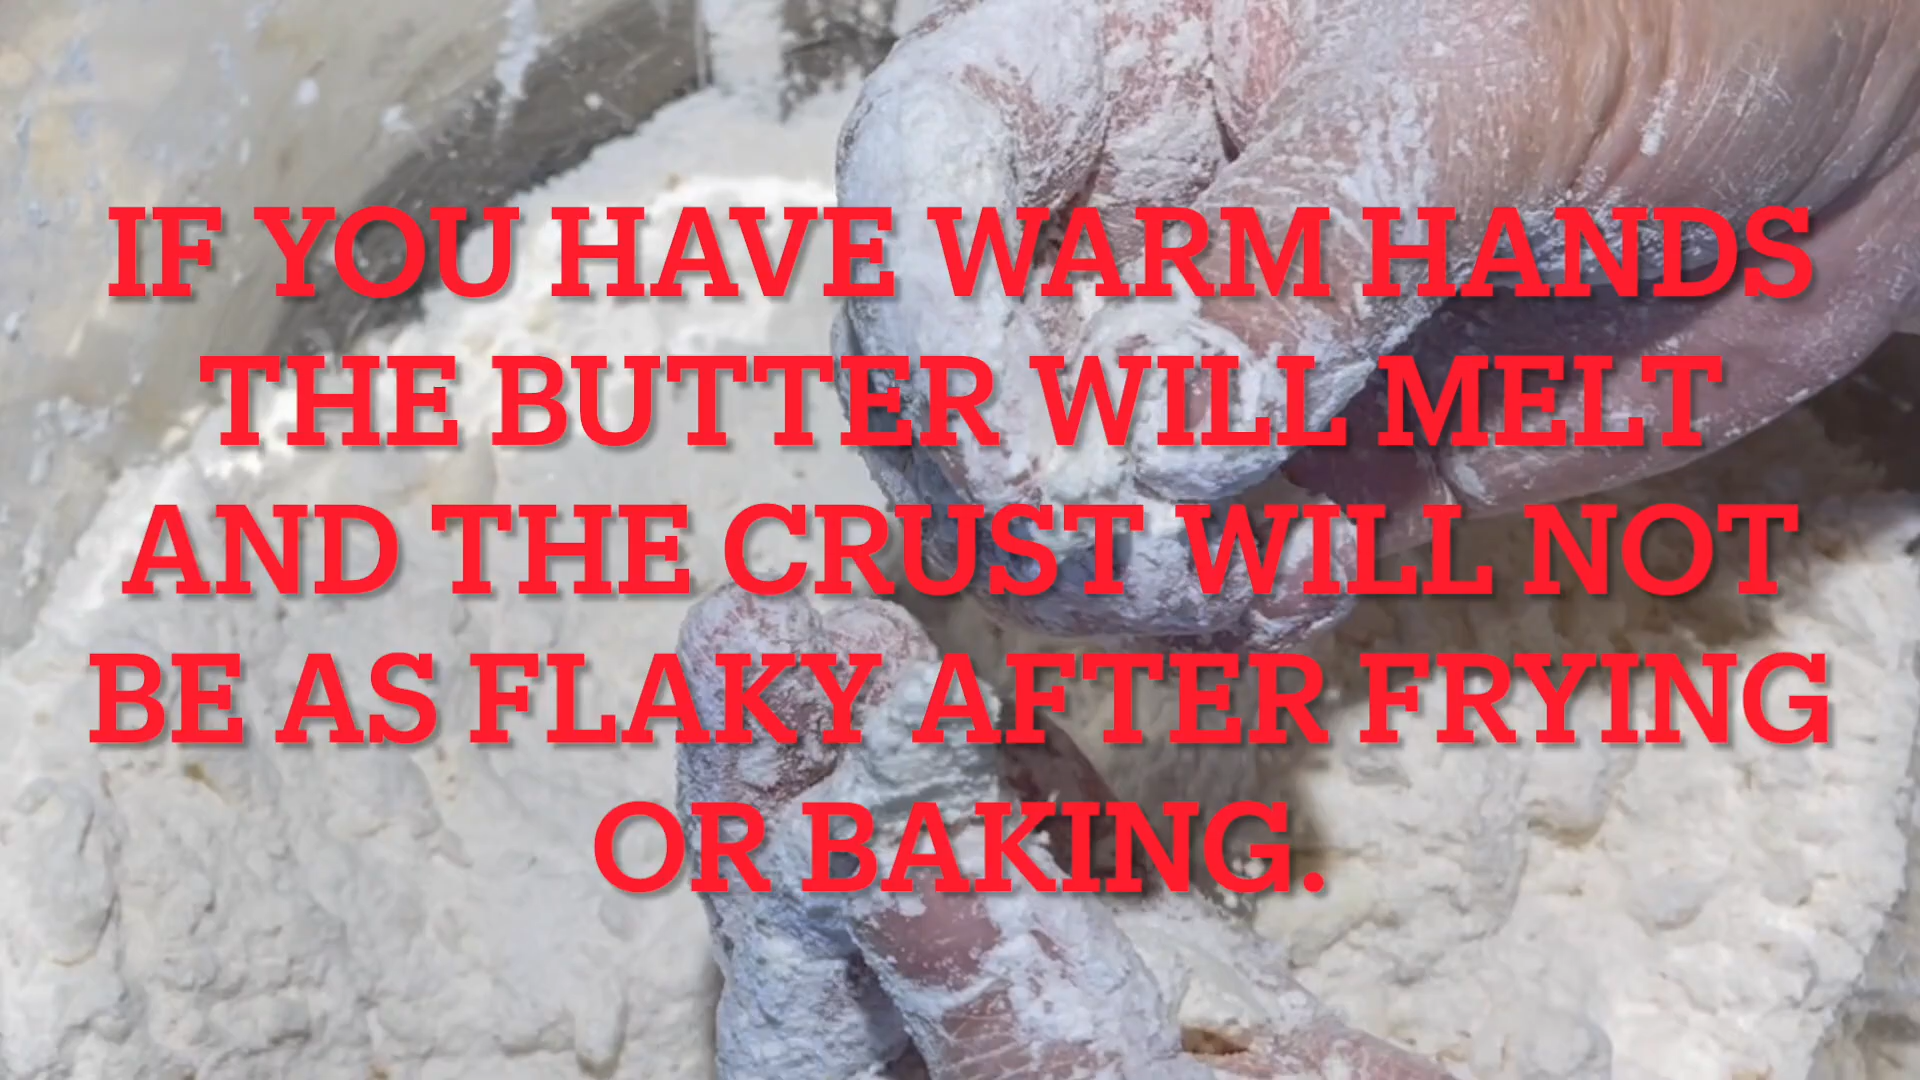 IF YOU HAVE WARM HANDS
THE BUTTER WILL MELT
AND THE CRUST WILL NOT
BE AS FLAKY AFTER FRYING
OR BAKING.